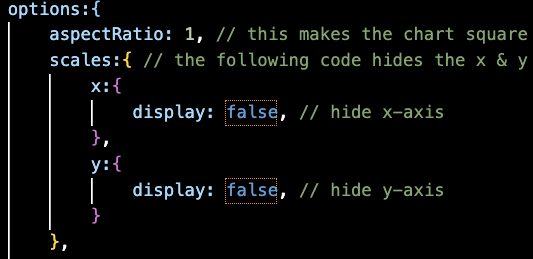 options:{
aspectRatio: 1, // this makes the chart square
scales:{ // the following code hides the x & y
x:{
display: false, // hide x-axis
},
y:{
display: false, // hide y-axis
}
},